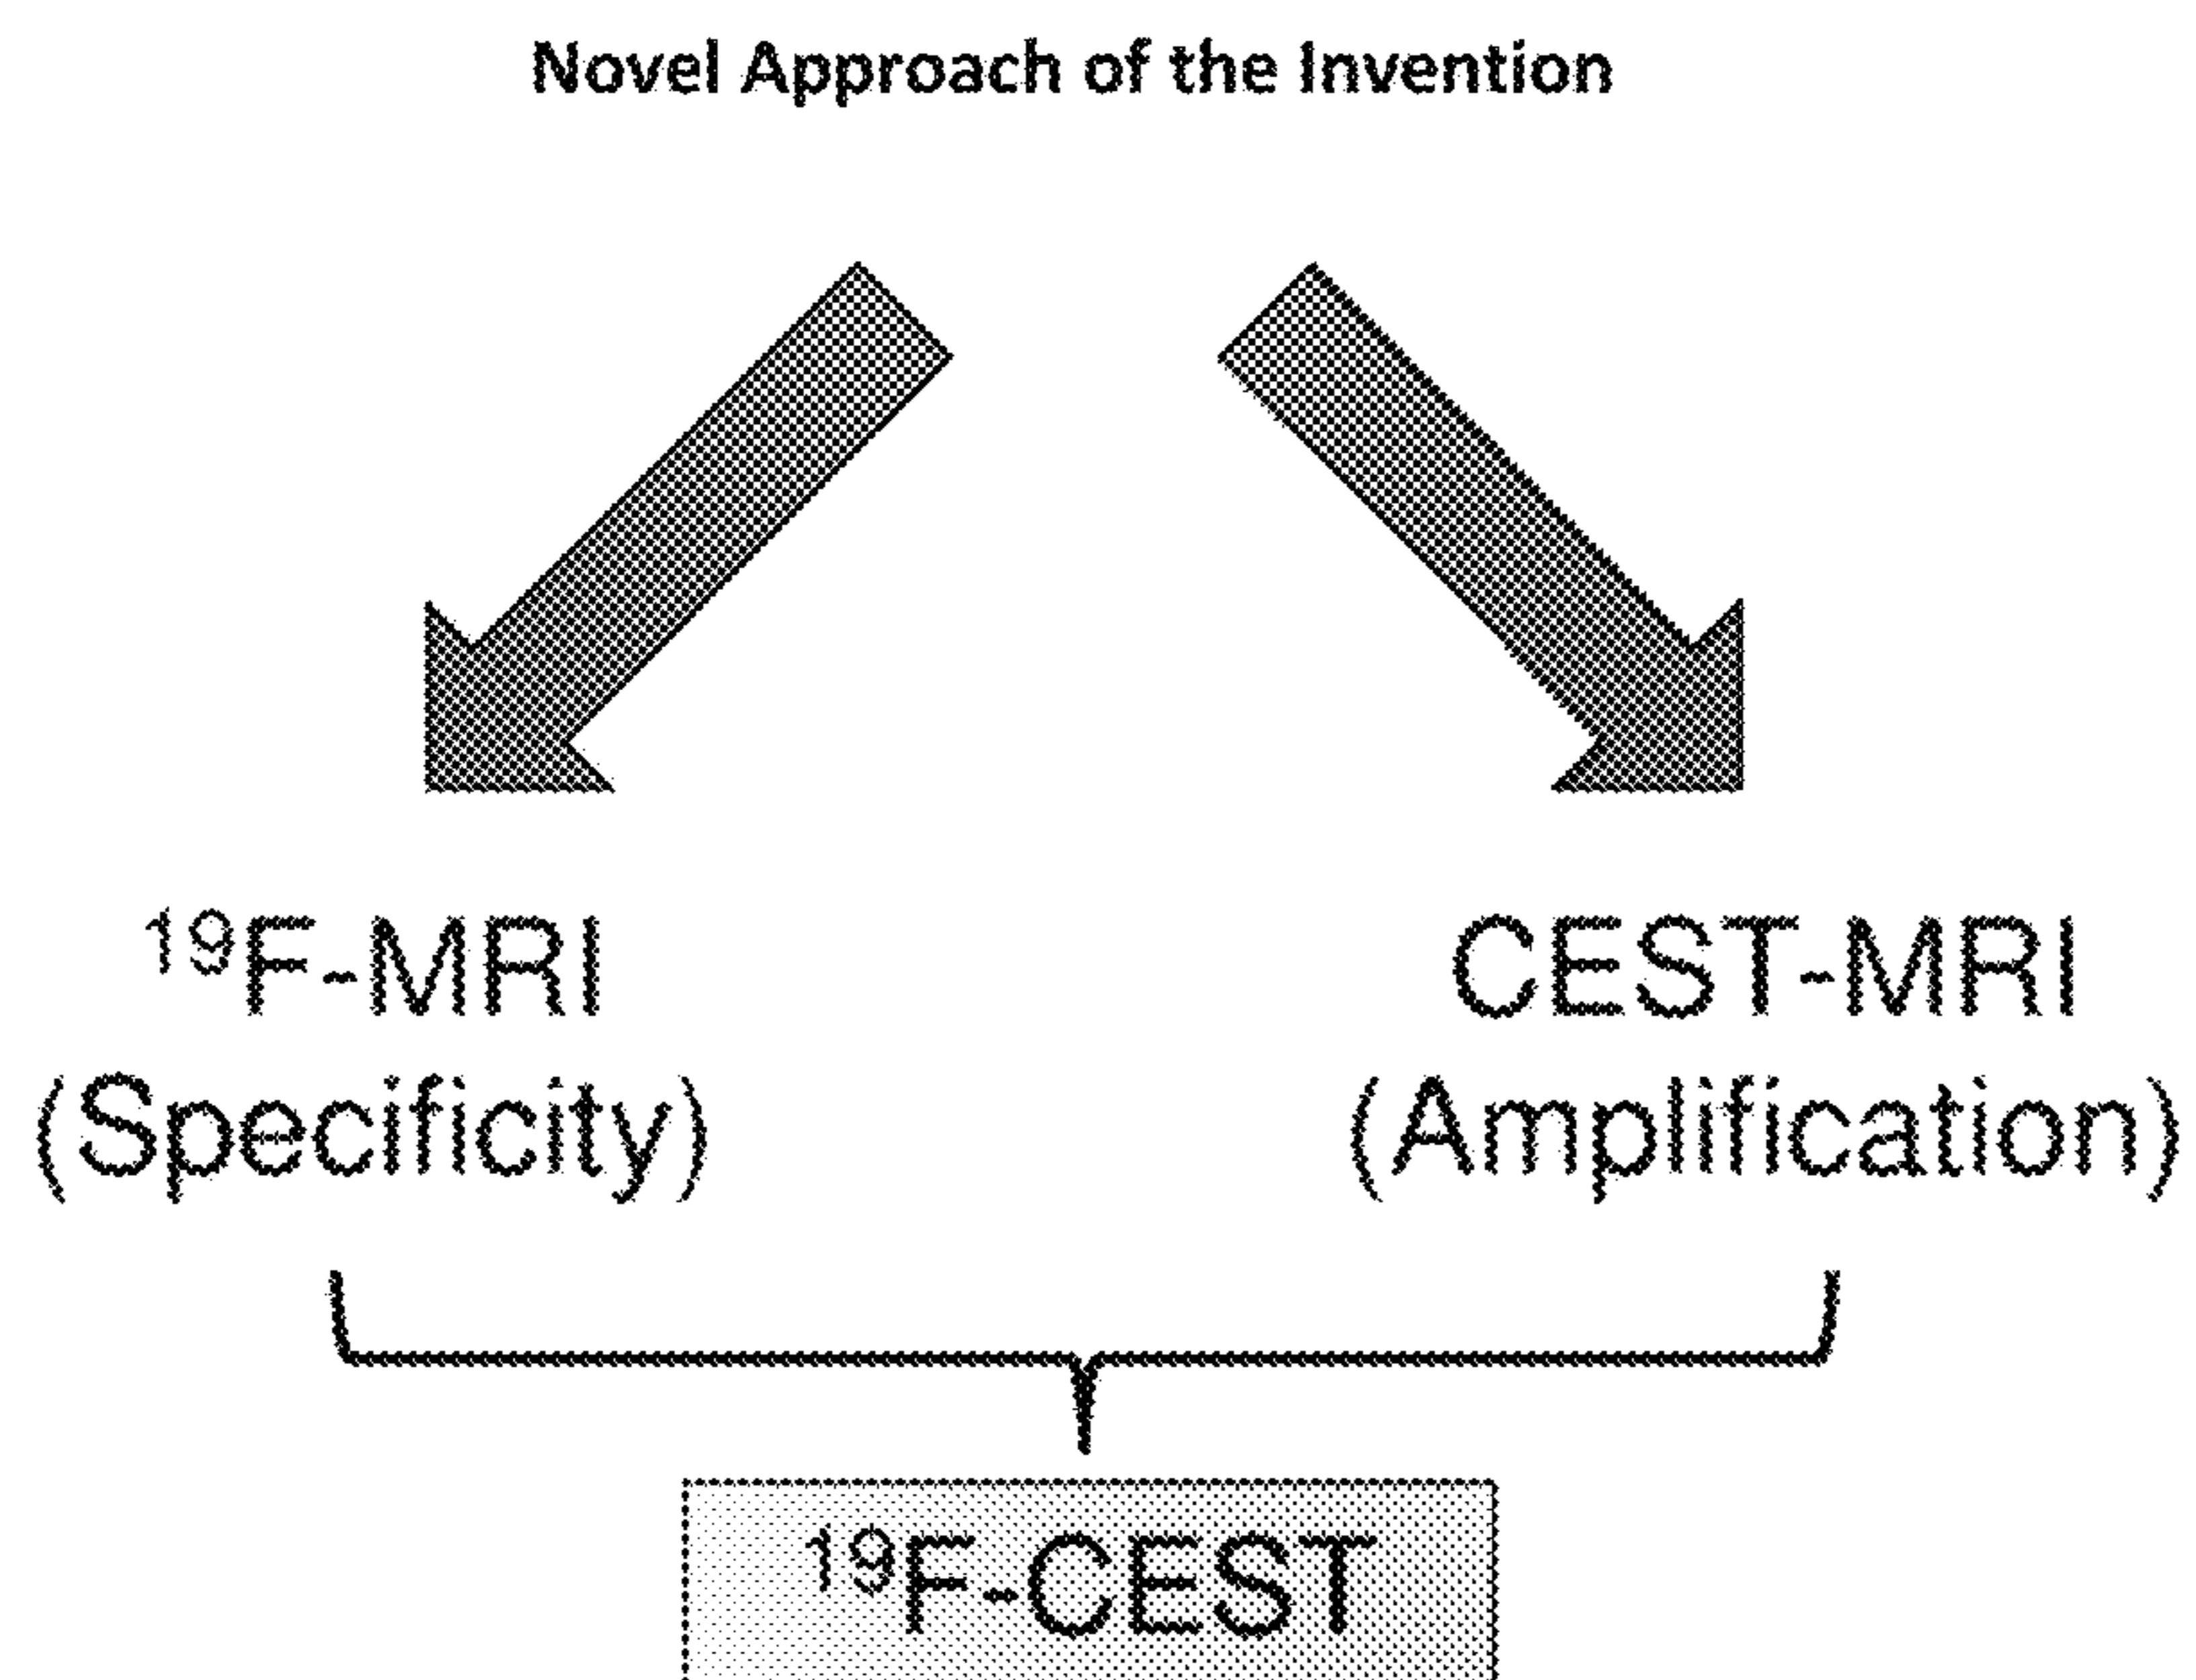 Novel Approach of the Invention
¹⁹F-MRI
CEST-MRI
(Specificity)
(Amplification)
¹⁹F-CEST